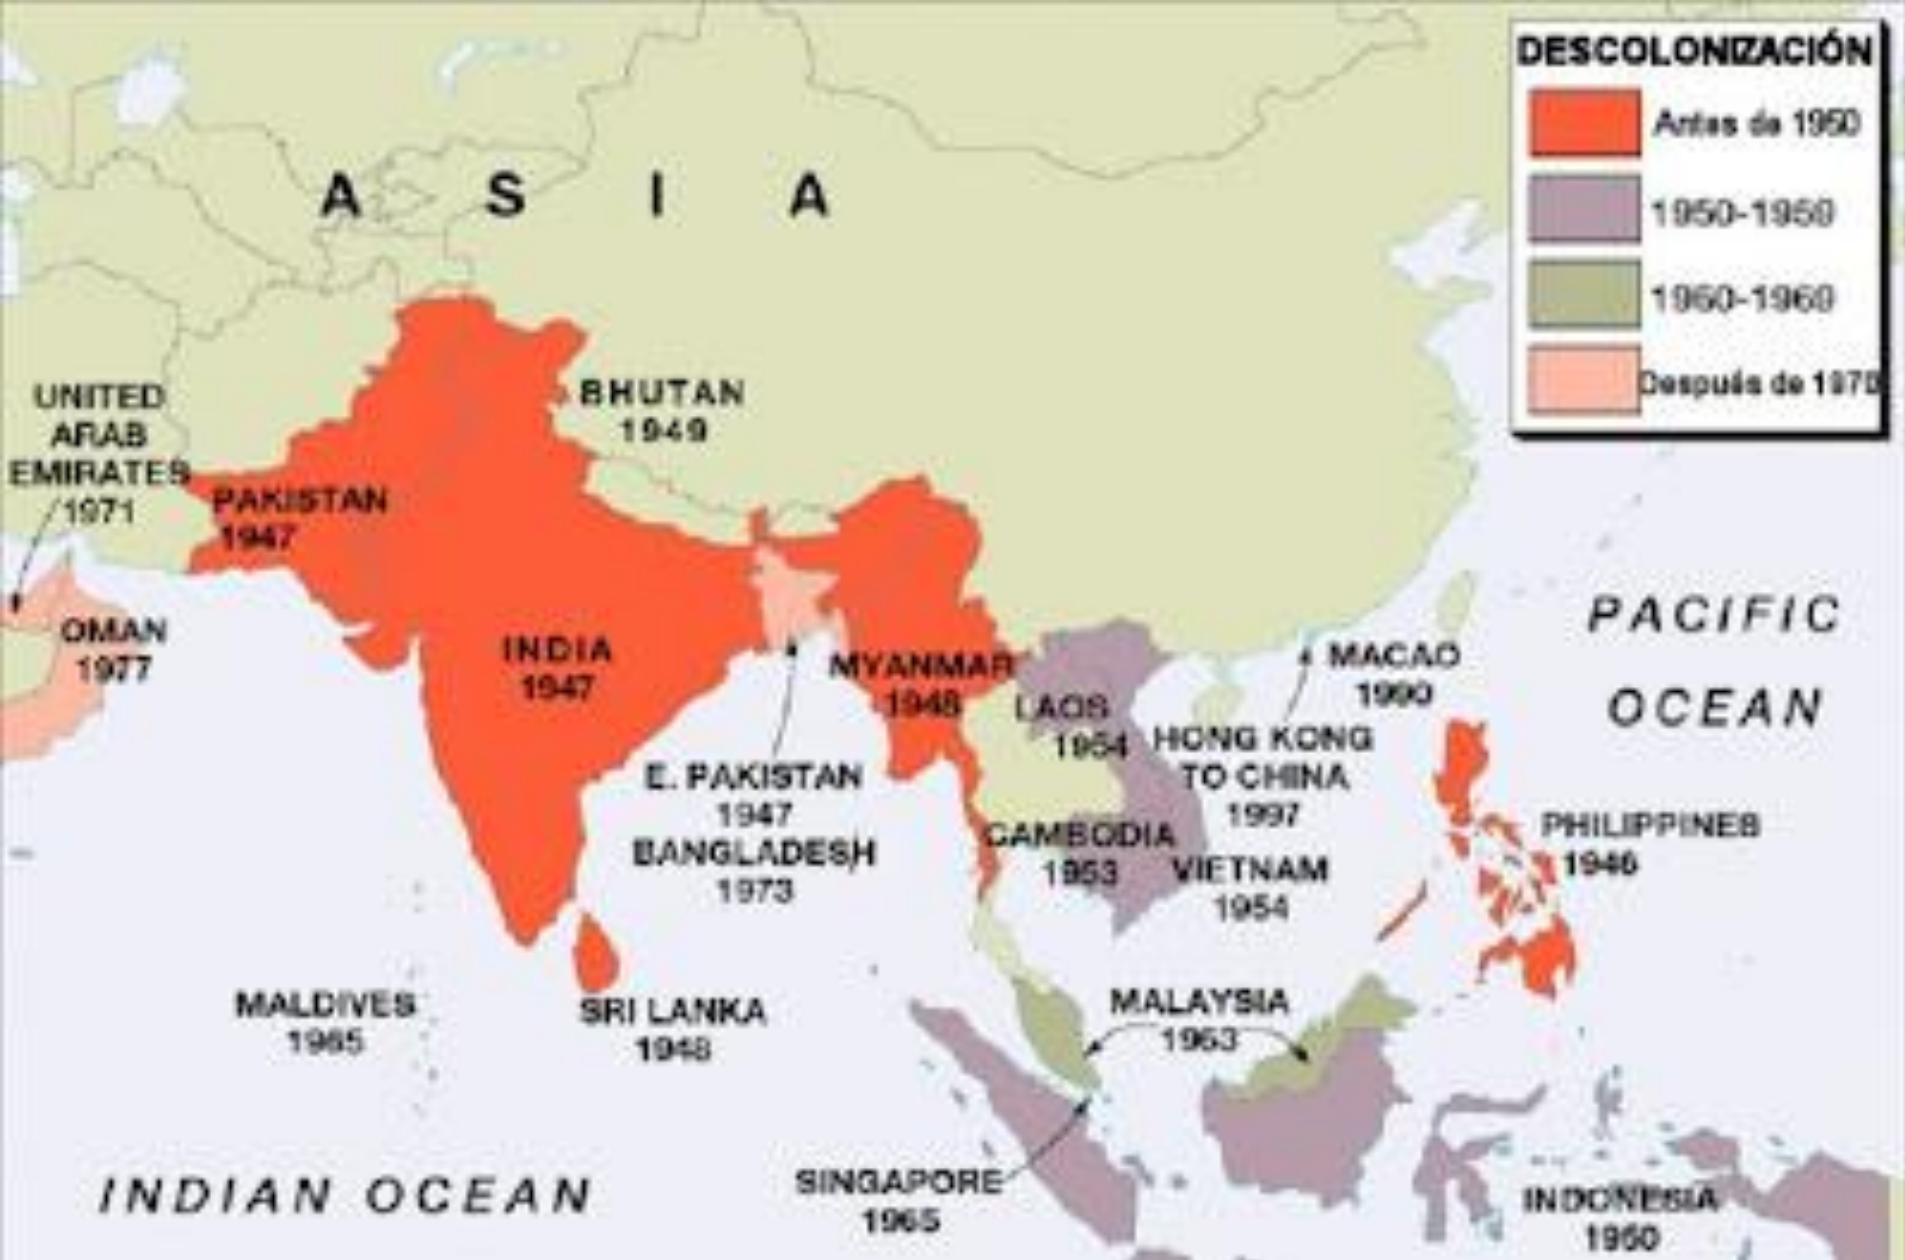 DESCOLONIZACIÓN
Antes de 1950
1950-1959
1960-1969
Después de 1970
A S I A
UNITED
ARAB
EMIRATES
1971
OMAN
1977
PAKISTAN
1947
BHUTAN
1949
INDIA
1947
MYANMAR
1948
E. PAKISTAN
1947
BANGLADESH
1973
LAOS
1954
CAMBODIA
1953
VIETNAM
1954
HONG KONG
TO CHINA
1997
MACAO
1990
PACIFIC
OCEAN
PHILIPPINES
1946
MALDIVES
1965
SRI LANKA
1948
MALAYSIA
1963
SINGAPORE
1965
INDONESIA
1950
INDIAN OCEAN